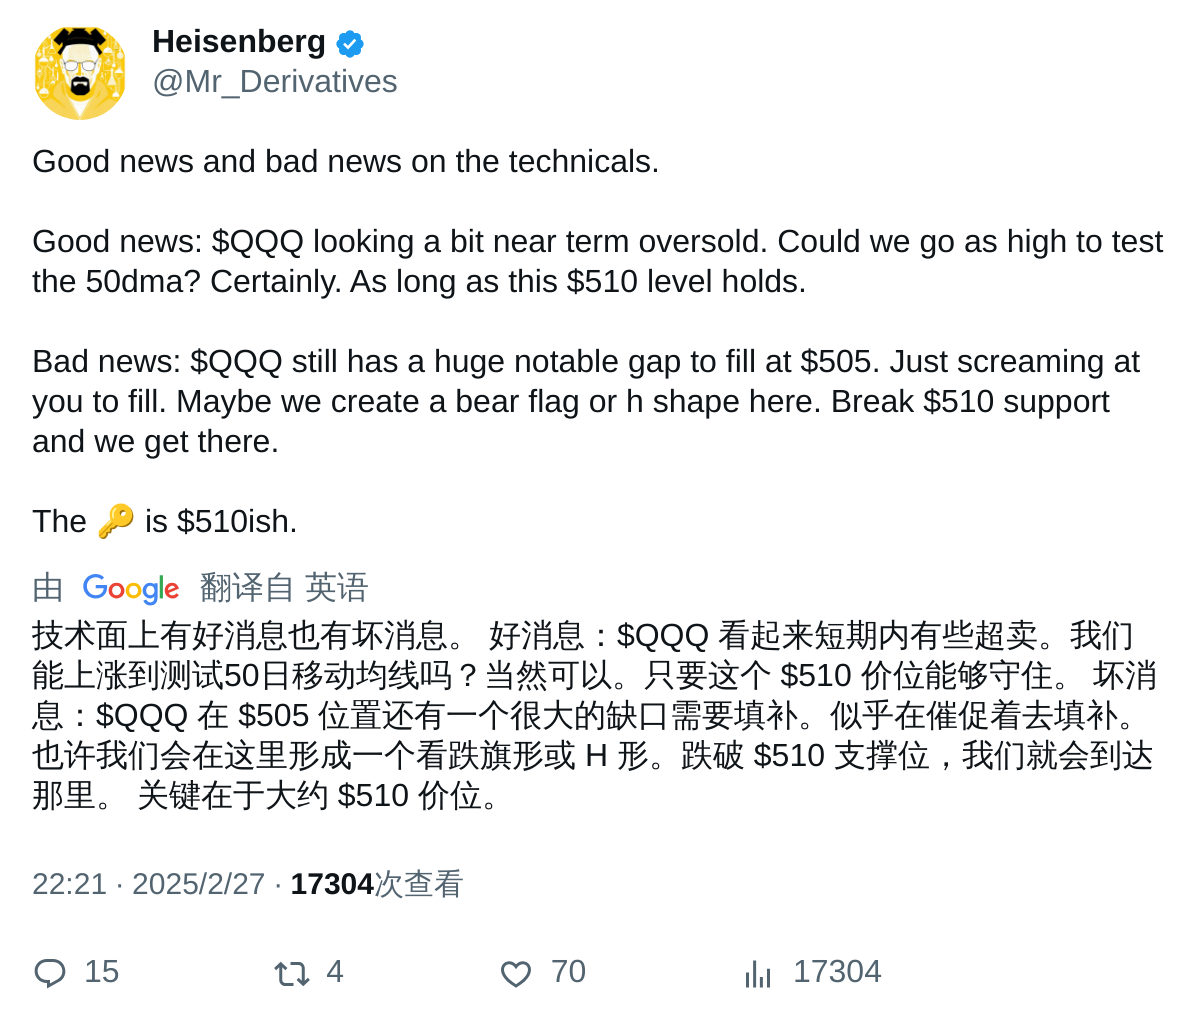 Heisenberg
@Mr_Derivatives
Good news and bad news on the technicals.
Good news: $QQQ looking a bit near term oversold. Could we go as high to test
the 50dma? Certainly. As long as this $510 level holds.
Bad news: $QQQ still has a huge notable gap to fill at $505. Just screaming at
you to fill. Maybe we create a bear flag or h shape here. Break $510 support
and we get there.
The 🔑 is $510ish.
由 Google 翻译自 英语
技术面上有好消息也有坏消息。 好消息：$QQQ 看起来短期内有些超卖。我们
能上涨到测试50日移动均线吗？当然可以。只要这个 $510 价位能够守住。 坏消
息：$QQQ 在 $505 位置还有一个很大的缺口需要填补。似乎在催促着去填补。
也许我们会在这里形成一个看跌旗形或 H 形。跌破 $510 支撑位，我们就会到达
那里。 关键在于大约 $510 价位。
22:21 · 2025/2/27 · 17304次查看
15 4 70 17304